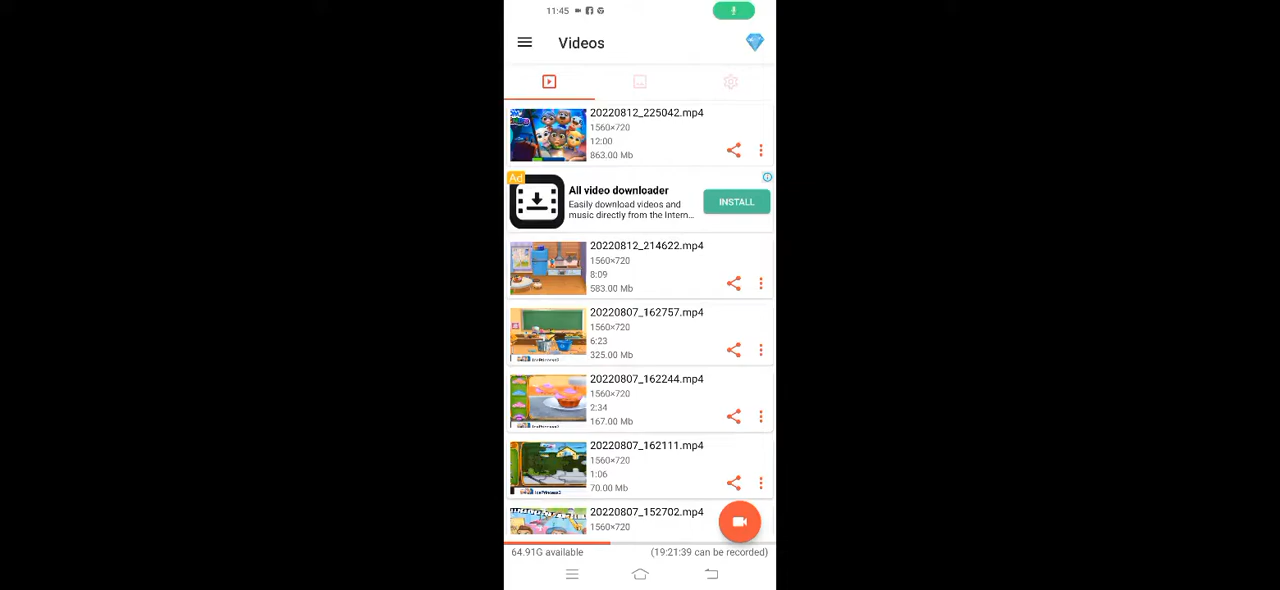 11:45
Videos
20220812_225042.mp4
1560×720
12:00
863.00 Mb
Ad
All video downloader
Easily download videos and
music directly from the Intern...
INSTALL
20220812_214622.mp4
1560×720
8:09
583.00 Mb
20220807_162757.mp4
1560×720
6:23
325.00 Mb
20220807_162244.mp4
1560×720
2:34
167.00 Mb
20220807_162111.mp4
1560×720
1:06
70.00 Mb
20220807_152702.mp4
1560×720
64.91G available
(19:21:39 can be recorded)